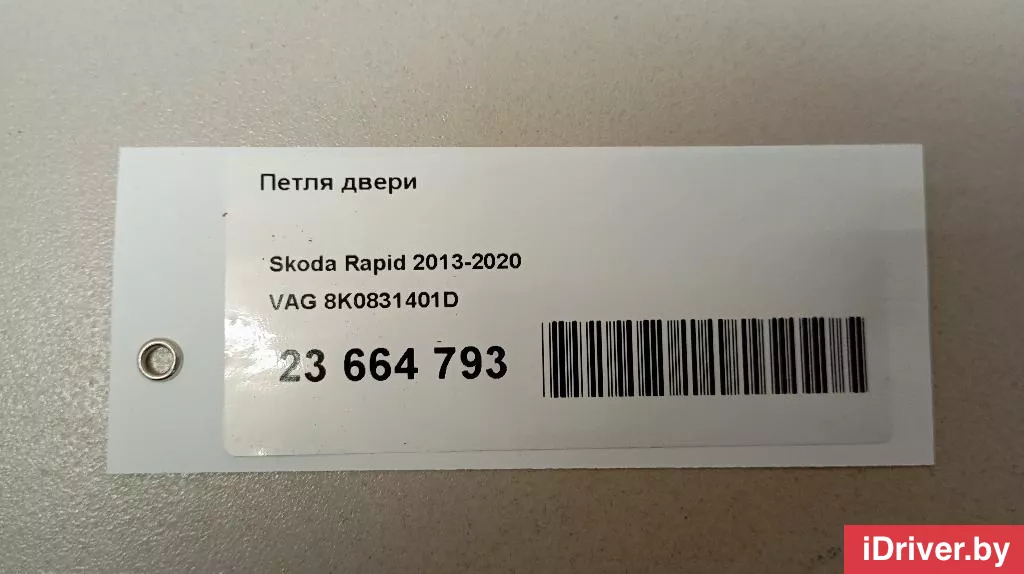 Петля двери
Skoda Rapid 2013-2020
VAG 8K0831401D
23 664 793
iDriver.by